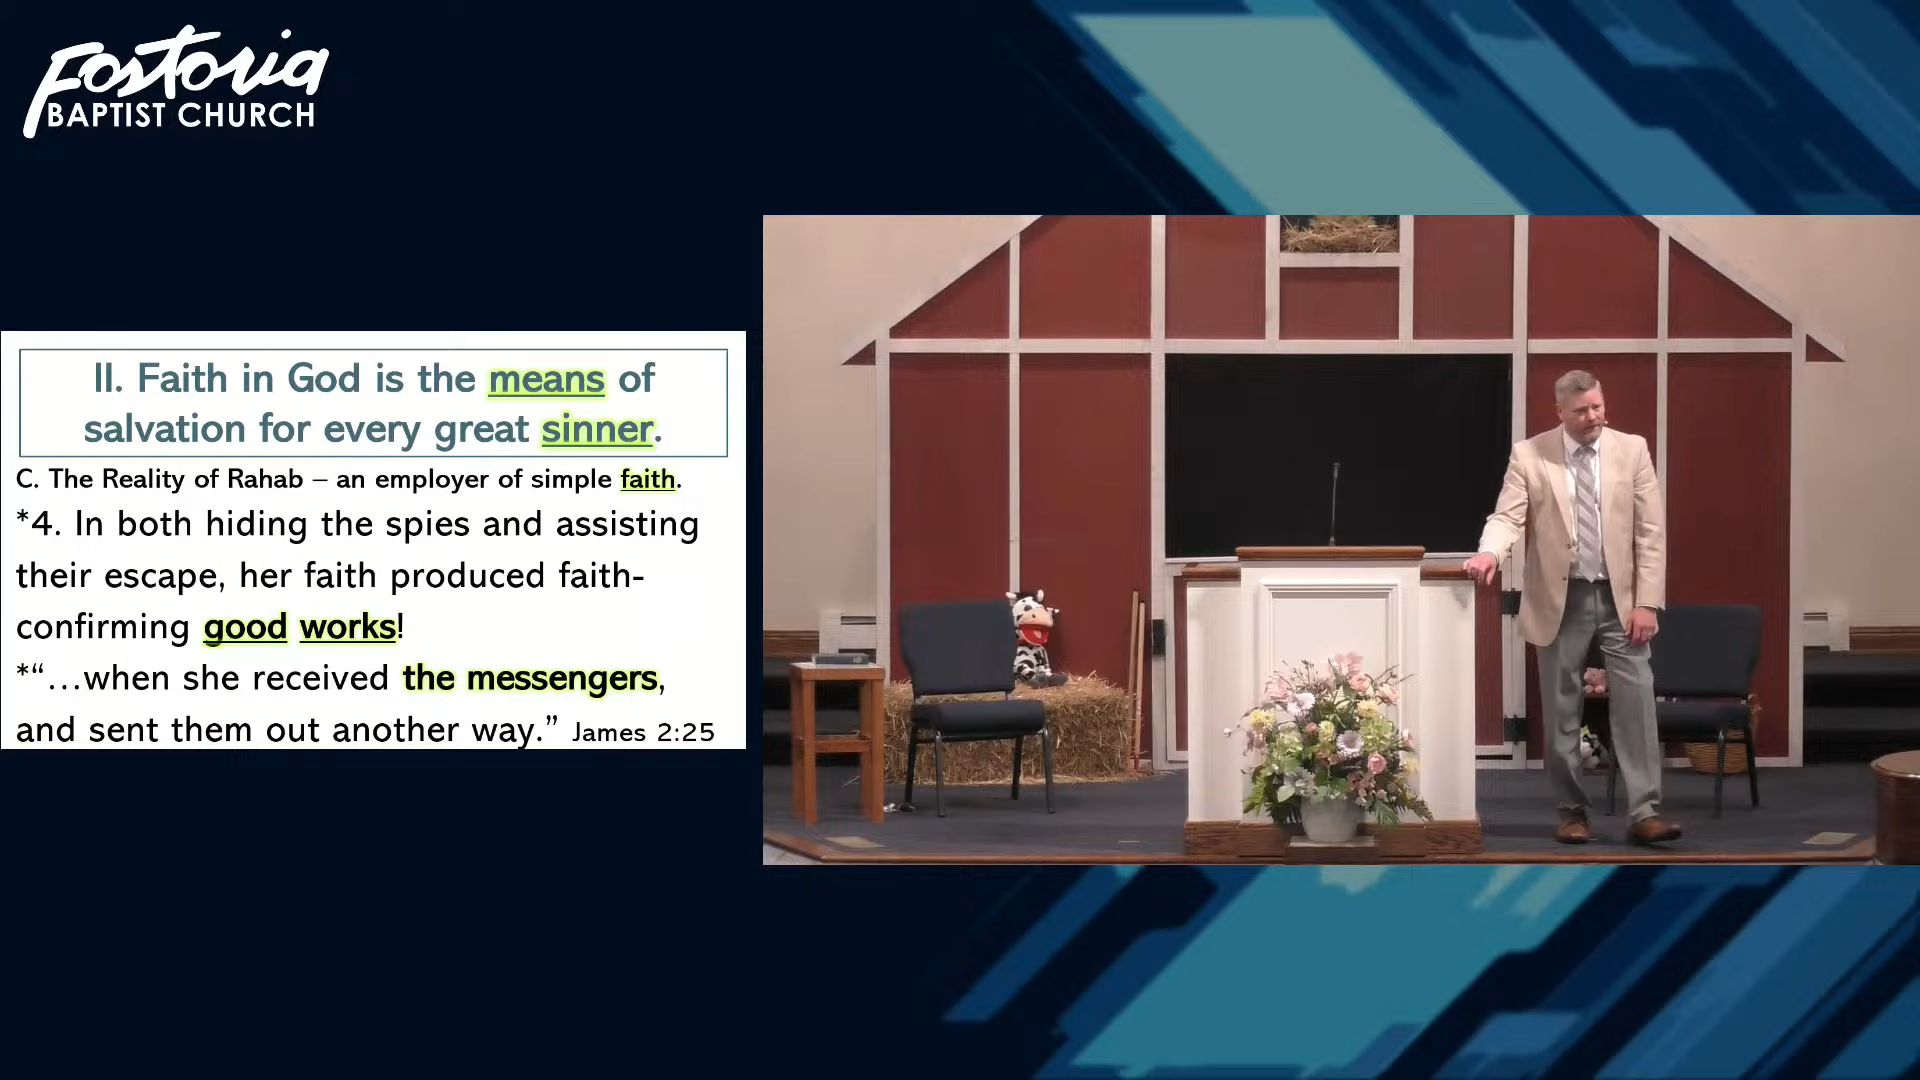 Fostoria
BAPTIST CHURCH
II. Faith in God is the means of
salvation for every great sinner.
C. The Reality of Rahab – an employer of simple faith.
*4. In both hiding the spies and assisting
their escape, her faith produced faith-
confirming good works!
*“…when she received the messengers,
and sent them out another way.” James 2:25